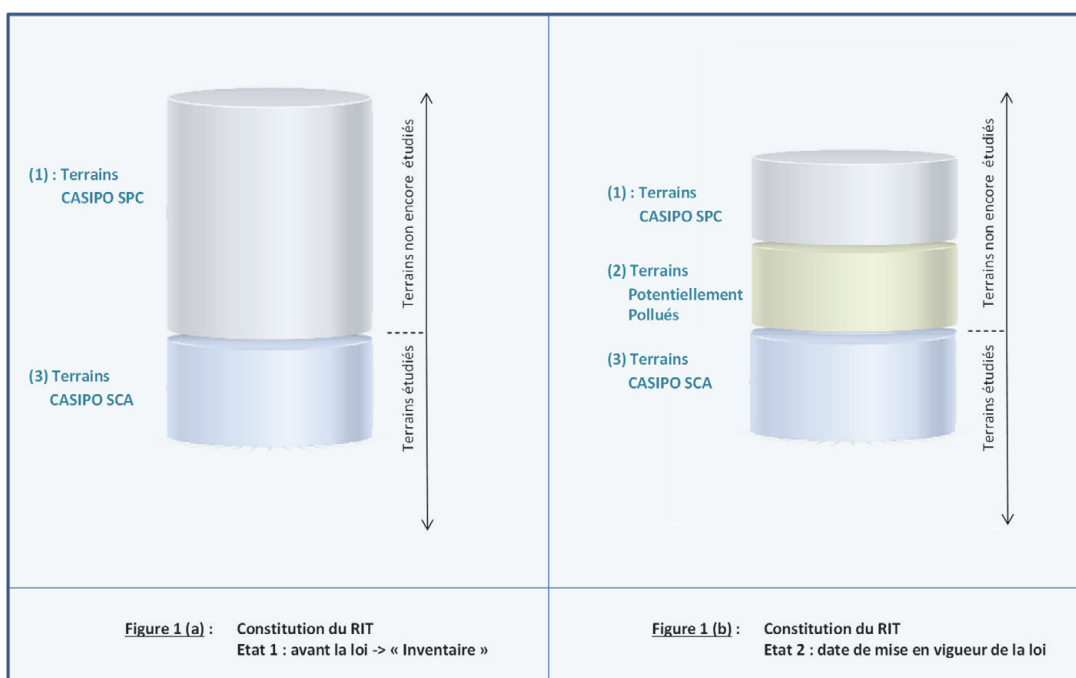 (1) : Terrains
CASIPO SPC
(3) Terrains
CASIPO SCA
Terrains non encore étudiés
Terrains étudiés
(1) : Terrains
CASIPO SPC
(2) Terrains
Potentiellement
Pollués
(3) Terrains
CASIPO SCA
Terrains non encore étudiés
Terrains étudiés
Figure 1 (a) : Constitution du RIT
Etat 1 : avant la loi -> « Inventaire »
Figure 1 (b) : Constitution du RIT
Etat 2 : date de mise en vigueur de la loi